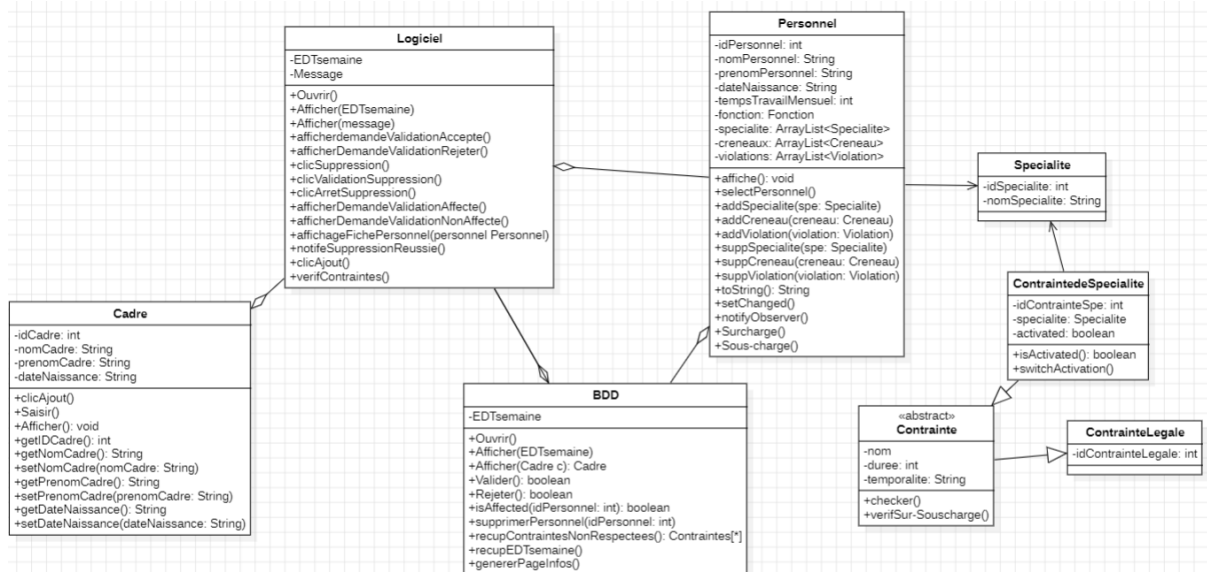 Logiciel
-EDTsemaine
-Message
+Ouvrir()
+Afficher(EDTsemaine)
+Afficher(message)
+afficherdemandeValidationAccepte()
+afficherDemandeValidationRejeter()
+clicSuppression()
+clicValidationSuppression()
+clicArretSuppression()
+afficherDemandeValidationAffecte()
+afficherDemandeValidationNonAffecte()
+affichageFichePersonnel(personnel Personnel)
+notifeSuppressionReussie()
+clicAjout()
+verifContraintes()
Personnel
-idPersonnel: int
-nomPersonnel: String
-prenomPersonnel: String
-dateNaissance: String
-tempsTravailMensuel: int
-fonction: Fonction
-specialite: ArrayList<Specialite>
-creneaux: ArrayList<Creneau>
-violations: ArrayList<Violation>
+affiche(): void
+selectPersonnel()
+addSpecialite(spe: Specialite)
+addCreneau(creneau: Creneau)
+addViolation(violation: Violation)
+suppSpecialite(spe: Specialite)
+suppCreneau(creneau: Creneau)
+suppViolation(violation: Violation)
+toString(): String
+setChanged()
+notifyObserver()
+Surcharge()
+Sous-charge()
Specialite
-idSpecialite: int
-nomSpecialite: String
ContraintedeSpecialite
-idContrainteSpe: int
-specialite: Specialite
-activated: boolean
+isActivated(): boolean
+switchActivation()
Cadre
-idCadre: int
-nomCadre: String
-prenomCadre: String
-dateNaissance: String
+clicAjout()
+Saisir()
+Afficher(): void
+getIDCadre(): int
+getNomCadre(): String
+setNomCadre(nomCadre: String)
+getPrenomCadre(): String
+setPrenomCadre(prenomCadre: String)
+getDateNaissance(): String
+setDateNaissance(dateNaissance: String)
BDD
-EDTsemaine
+Ouvrir()
+Afficher(EDTsemaine)
+Afficher(Cadre c): Cadre
+Valider(): boolean
+Rejeter(): boolean
+isAffected(idPersonnel: int): boolean
+supprimerPersonnel(idPersonnel: int)
+recupContraintesNonRespectees(): Contraintes[*]
+recupEDTsemaine()
+genererPageInfos()
«abstract»
Contrainte
-nom
-duree: int
-temporalite: String
+checker()
+verifSur-Souscharge()
ContrainteLegale
-idContrainteLegale: int